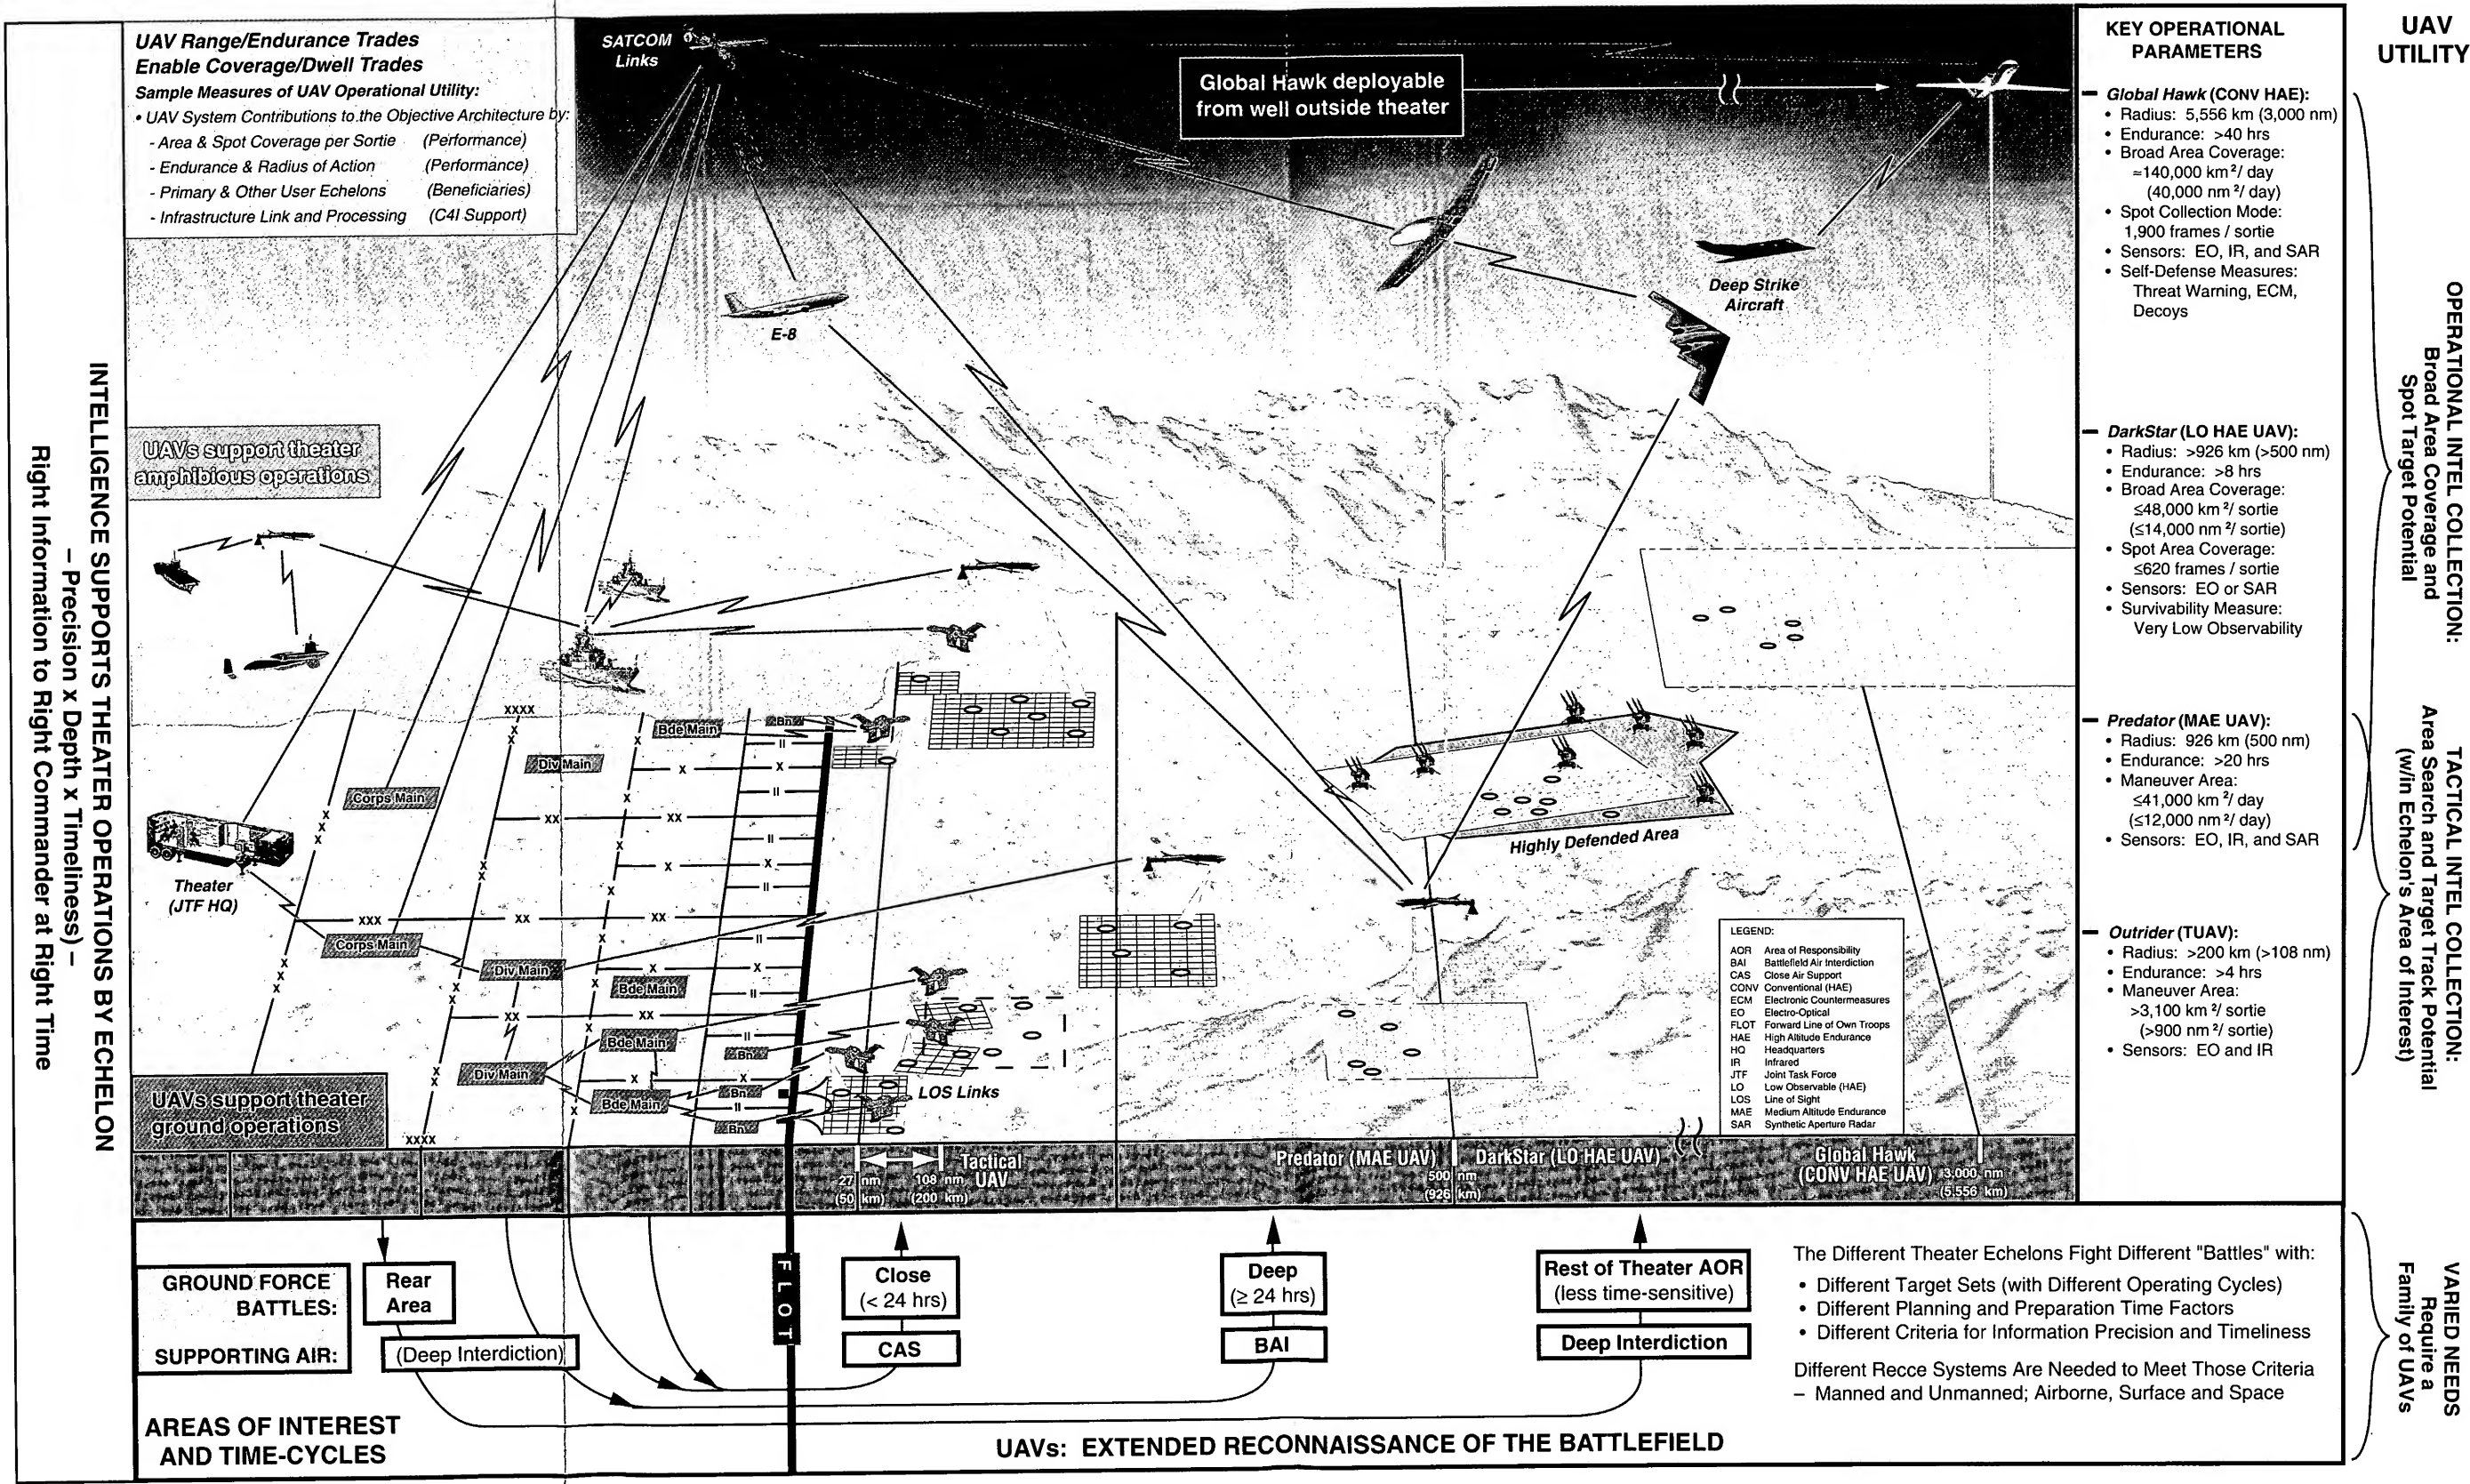 UAV Range/Endurance Trades
Enable Coverage/Dwell Trades
Sample Measures of UAV Operational Utility:
• UAV System Contributions to the Objective Architecture by:
- Area & Spot Coverage per Sortie (Performance)
- Endurance & Radius of Action (Performance)
- Primary & Other User Echelons (Beneficiaries)
- Infrastructure Link and Processing (C4I Support)
SATCOM
Links
Global Hawk deployable
from well outside theater
E-8
Deep Strike
Aircraft
UAVs support theater
amphibious operations
INTELLIGENCE SUPPORTS THEATER OPERATIONS BY ECHELON
– Precision x Depth x Timeliness) –
Right Information to Right Commander at Right Time
XXXX
Bde Main
Bn
II
Div Main
X
X
II
Corps Main
XX
XX
II
X
X
II
Theater
(JTF HQ)
XXX
XX
XX
Corps Main
II
Div Main
X
X
Bde Main
II
XX
XX
II
Bde Main
Bn
Div Main
X
X
Bn
Bde Main
II
Bn
XXXX
LOS Links
Highly Defended Area
UAVs support theater
ground operations
LEGEND:
AOR Area of Responsibility
BAI Battlefield Air Interdiction
CAS Close Air Support
CONV Conventional (HAE)
ECM Electronic Countermeasures
EO Electro-Optical
FLOT Forward Line of Own Troops
HAE High Altitude Endurance
HQ Headquarters
IR Infrared
JTF Joint Task Force
LO Low Observable (HAE)
LOS Line of Sight
MAE Medium Altitude Endurance
SAR Synthetic Aperture Radar
27 nm
(50 km)
108 nm
(200 km)
Tactical
UAV
Predator (MAE UAV)
500 nm
(926 km)
DarkStar (LO HAE UAV)
Global Hawk
(CONV HAE UAV)
3,000 nm
(5,556 km)
KEY OPERATIONAL
PARAMETERS
– Global Hawk (CONV HAE):
• Radius: 5,556 km (3,000 nm)
• Endurance: >40 hrs
• Broad Area Coverage:
≈140,000 km²/ day
(40,000 nm²/ day)
• Spot Collection Mode:
1,900 frames / sortie
• Sensors: EO, IR, and SAR
• Self-Defense Measures:
Threat Warning, ECM,
Decoys
– DarkStar (LO HAE UAV):
• Radius: >926 km (>500 nm)
• Endurance: >8 hrs
• Broad Area Coverage:
≤48,000 km²/ sortie
(≤14,000 nm²/ sortie)
• Spot Area Coverage:
≤620 frames / sortie
• Sensors: EO or SAR
• Survivability Measure:
Very Low Observability
– Predator (MAE UAV):
• Radius: 926 km (500 nm)
• Endurance: >20 hrs
• Maneuver Area:
≤41,000 km²/ day
(≤12,000 nm²/ day)
• Sensors: EO, IR, and SAR
– Outrider (TUAV):
• Radius: >200 km (>108 nm)
• Endurance: >4 hrs
• Maneuver Area:
>3,100 km²/ sortie
(>900 nm²/ sortie)
• Sensors: EO and IR
UAV
UTILITY
OPERATIONAL INTEL COLLECTION:
Broad Area Coverage and
Spot Target Potential
TACTICAL INTEL COLLECTION:
Area Search and Target Track Potential
(w/in Echelon's Area of Interest)
VARIED NEEDS
Require a
Family of UAVs
GROUND FORCE
BATTLES:
SUPPORTING AIR:
Rear
Area
(Deep Interdiction)
FLOT
Close
(< 24 hrs)
CAS
Deep
(≥ 24 hrs)
BAI
Rest of Theater AOR
(less time-sensitive)
Deep Interdiction
The Different Theater Echelons Fight Different "Battles" with:
• Different Target Sets (with Different Operating Cycles)
• Different Planning and Preparation Time Factors
• Different Criteria for Information Precision and Timeliness
Different Recce Systems Are Needed to Meet Those Criteria
– Manned and Unmanned; Airborne, Surface and Space
AREAS OF INTEREST
AND TIME-CYCLES
UAVs: EXTENDED RECONNAISSANCE OF THE BATTLEFIELD